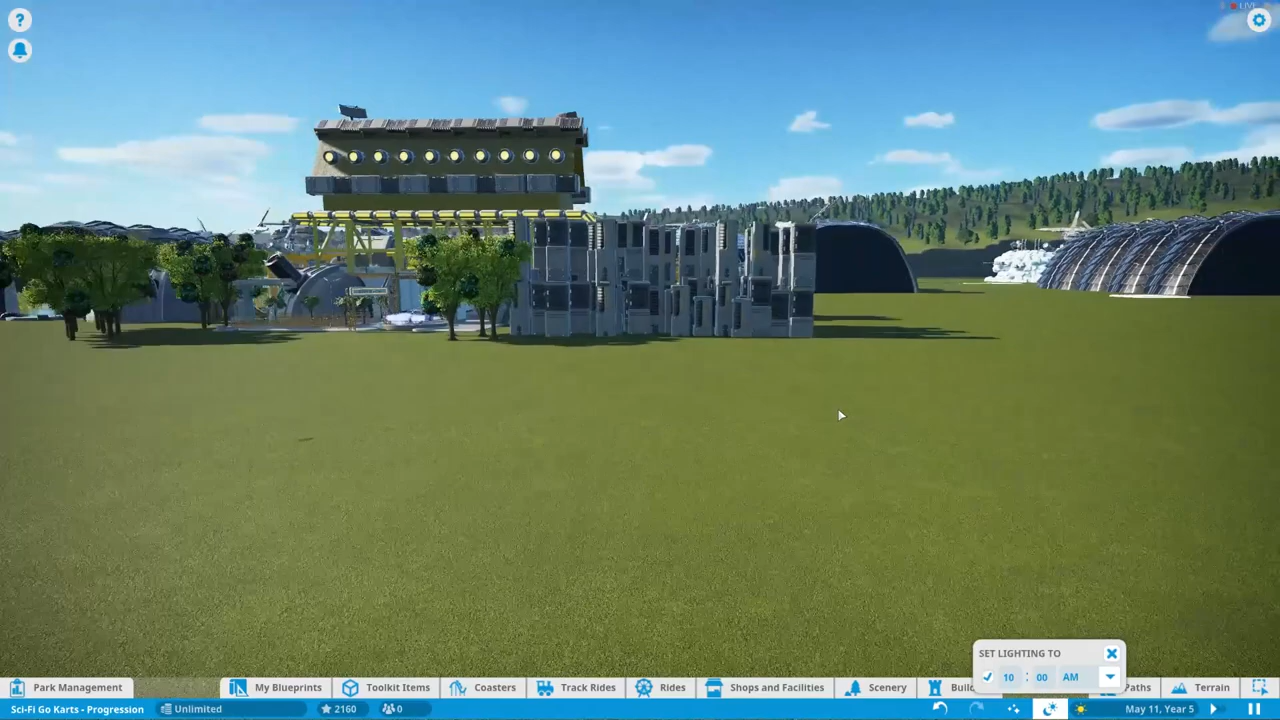 LIVE
SET LIGHTING TO
10 : 00 AM
Park Management
My Blueprints
Toolkit Items
Coasters
Track Rides
Rides
Shops and Facilities
Scenery
Paths
Terrain
Sci-Fi Go Karts - Progression
Unlimited
2160
0
May 11, Year 5